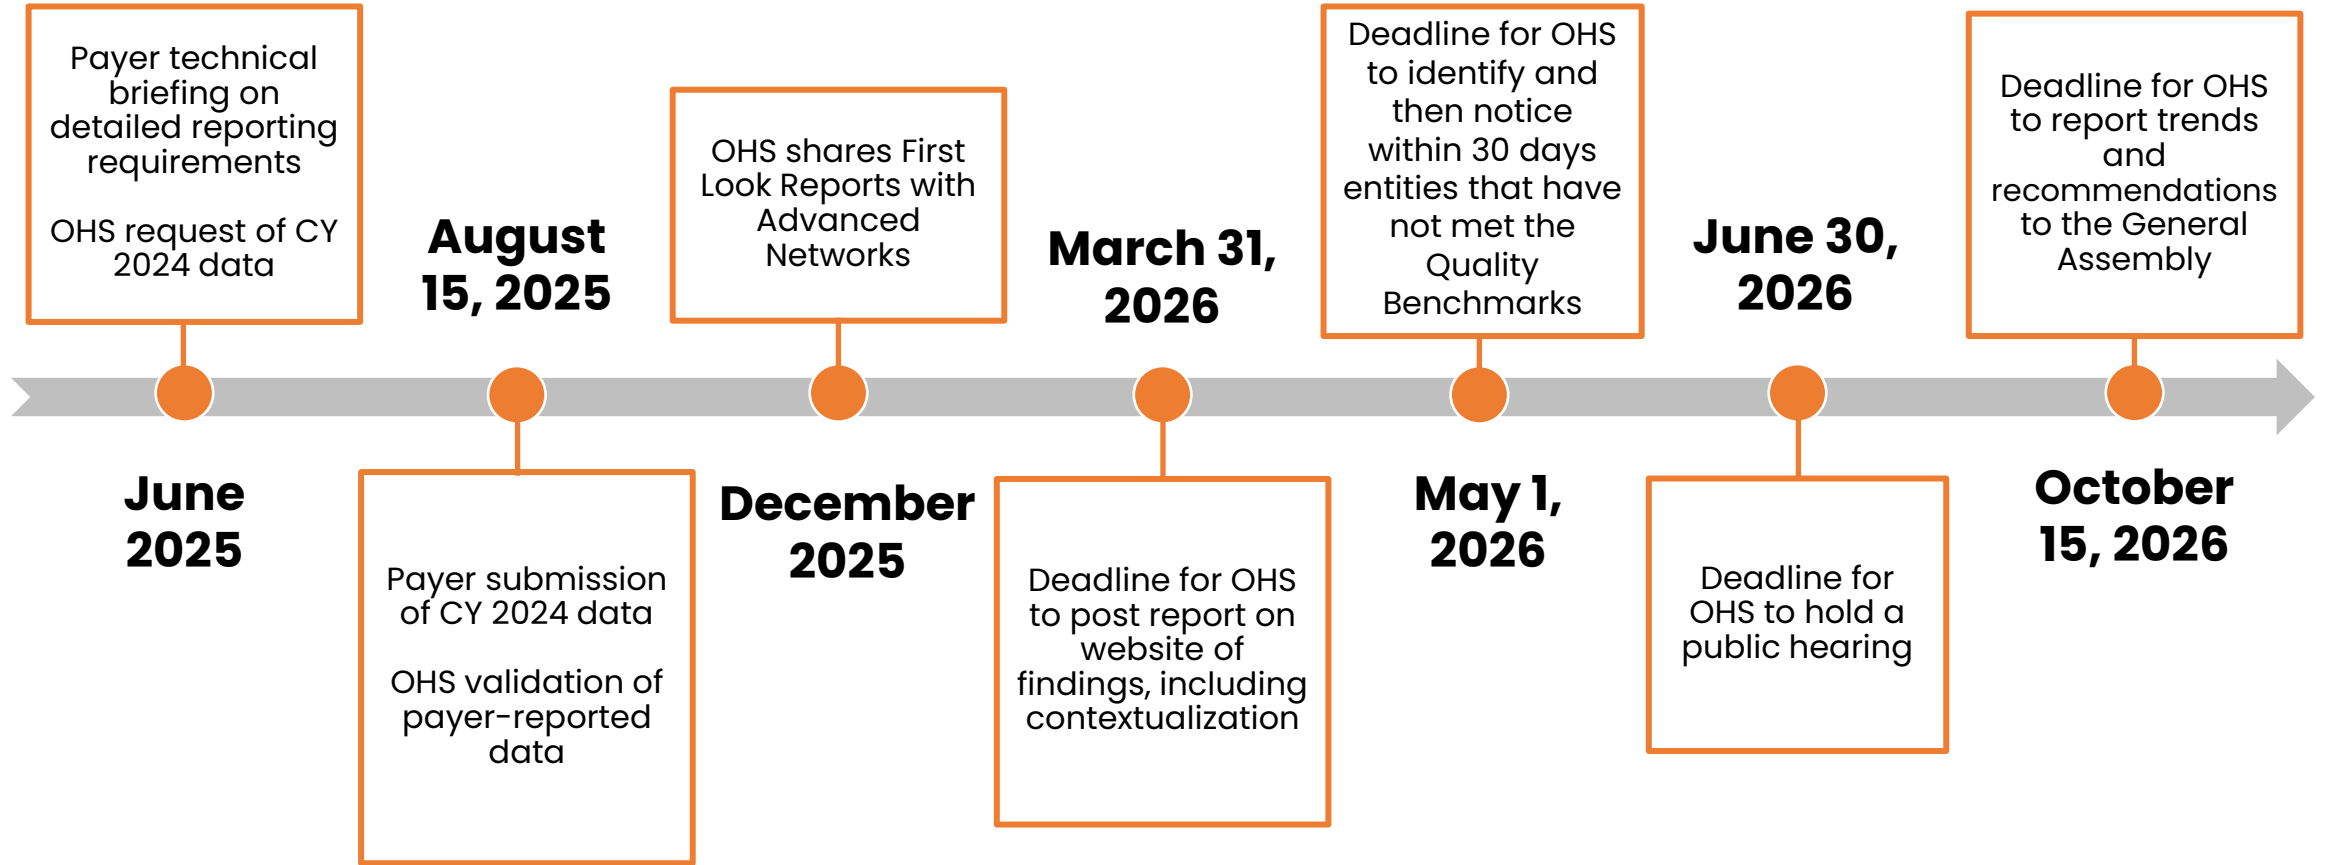 Payer technical
briefing on
detailed reporting
requirements
OHS request of CY
2024 data
June
2025
August
15, 2025
Payer submission
of CY 2024 data
OHS validation of
payer-reported
data
OHS shares First
Look Reports with
Advanced
Networks
December
2025
March 31,
2026
Deadline for OHS
to post report on
website of
findings, including
contextualization
Deadline for OHS
to identify and
then notice
within 30 days
entities that have
not met the
Quality
Benchmarks
May 1,
2026
June 30,
2026
Deadline for
OHS to hold a
public hearing
Deadline for OHS
to report trends
and
recommendations
to the General
Assembly
October
15, 2026